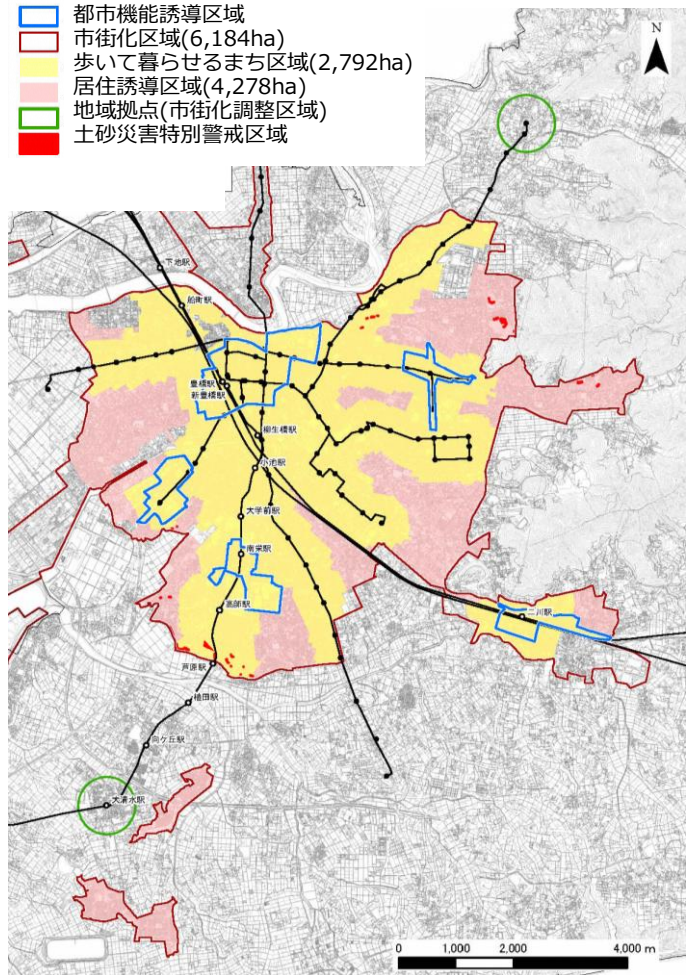 都市機能誘導区域
市街化区域(6,184ha)
歩いて暮らせるまち区域(2,792ha)
居住誘導区域(4,278ha)
地域拠点(市街化調整区域)
土砂災害特別警戒区域
N
下地駅
船町駅
豊橋駅
新豊橋駅
柳生橋駅
小池駅
大学前駅
南栄駅
高師駅
二川駅
芦原駅
植田駅
向ケ丘駅
大清水駅
0 1,000 2,000 4,000 m